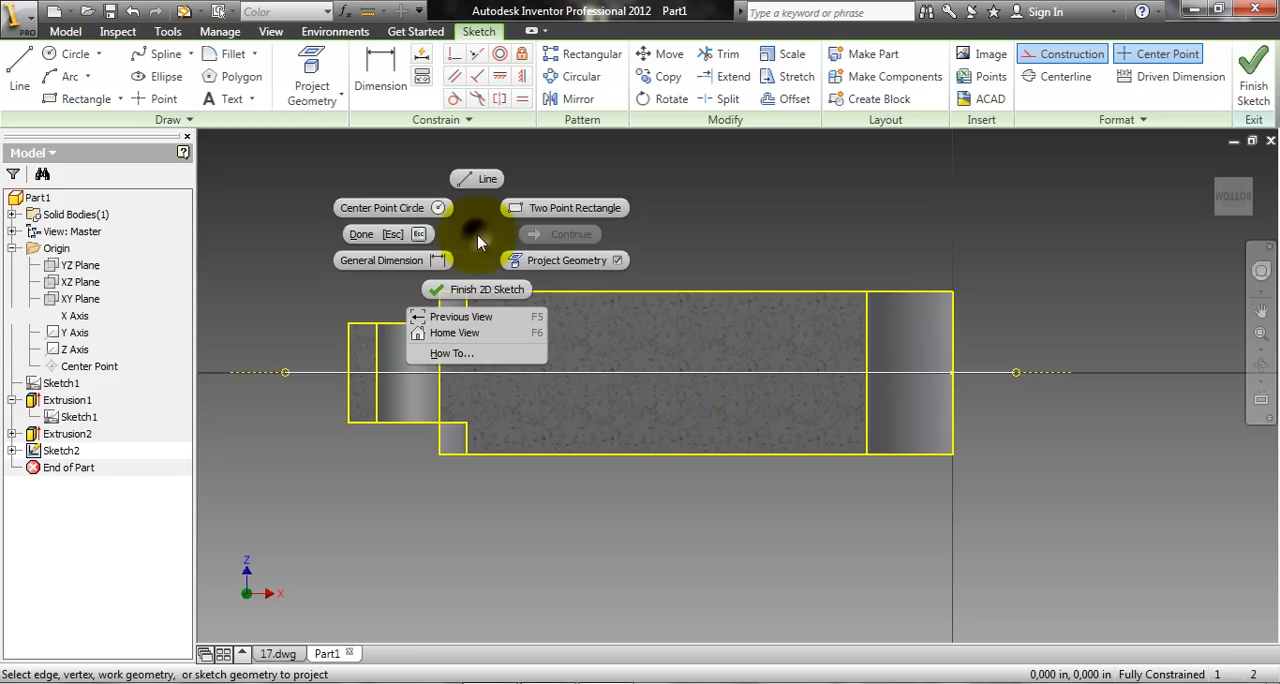 Color
Autodesk Inventor Professional 2012 Part1
Type a keyword or phrase
Sign In
PRO
Model Inspect Tools Manage View Environments Get Started Sketch
Line
Circle Spline Fillet
Arc Ellipse Polygon
Rectangle Point Text
Project
Geometry
Dimension
Rectangular
Circular
Mirror
Move Trim Scale
Copy Extend Stretch
Rotate Split Offset
Make Part
Make Components
Create Block
Image
Points
ACAD
Construction Center Point
Centerline Driven Dimension
Finish
Sketch
Draw Constrain Pattern Modify Layout Insert Format Exit
Model
Part1
Solid Bodies(1)
View: Master
Origin
YZ Plane
XZ Plane
XY Plane
X Axis
Y Axis
Z Axis
Center Point
Sketch1
Extrusion1
Sketch1
Extrusion2
Sketch2
End of Part
Line
Center Point Circle Two Point Rectangle
Done [Esc] Esc Continue
General Dimension Project Geometry
Finish 2D Sketch
Previous View F5
Home View F6
How To...
BOTTOM
Z
X
17.dwg Part1
Select edge, vertex, work geometry, or sketch geometry to project 0,000 in, 0,000 in Fully Constrained 1 2